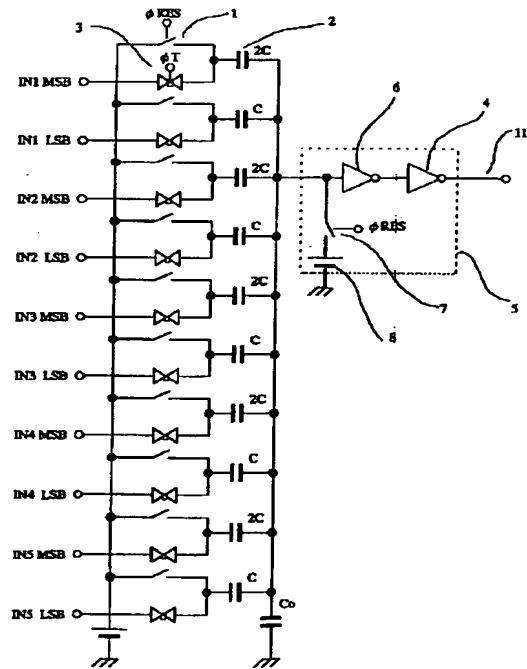 φRES
1
3
φT
2
2C
IN1 MSB
C
IN1 LSB
6
4
2C
11
IN2 MSB
C
φRES
IN2 LSB
2C
7
5
8
IN3 MSB
C
IN3 LSB
2C
IN4 MSB
C
IN4 LSB
2C
IN5 MSB
C
Co
IN5 LSB